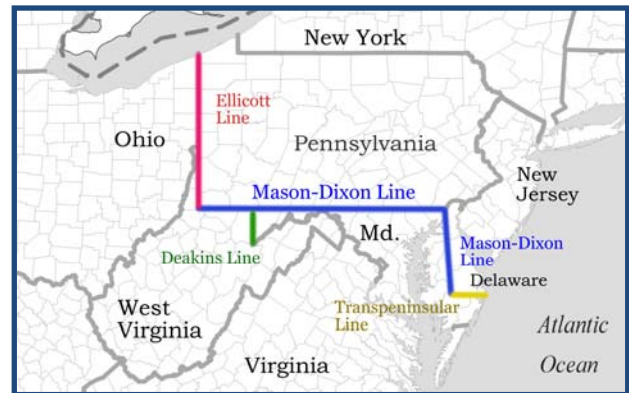 New York
Ellicott
Line
Ohio
Pennsylvania
New
Jersey
Mason-Dixon Line
Md.
Mason-Dixon
Line
Deakins Line
Delaware
West
Virginia
Transpeninsular
Line
Virginia
Atlantic
Ocean